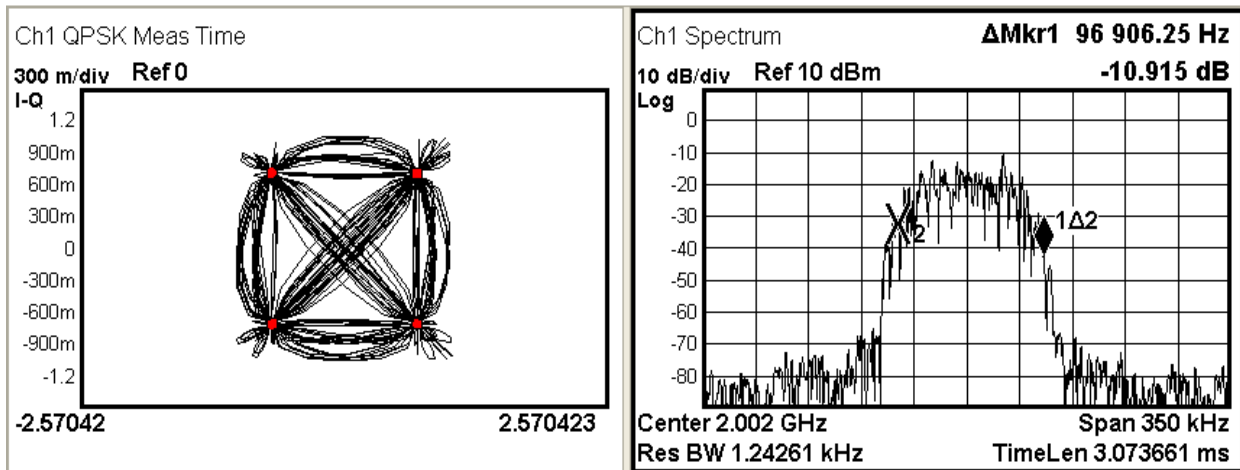 Ch1 QPSK Meas Time
300 m/div Ref 0
I-Q
1.2
900m
600m
300m
0
-300m
-600m
-900m
-1.2
-2.57042 2.570423
Ch1 Spectrum ΔMkr1 96 906.25 Hz
10 dB/div Ref 10 dBm -10.915 dB
Log
0
-10
-20
-30
-40
-50
-60
-70
-80
2
1Δ2
Center 2.002 GHz Span 350 kHz
Res BW 1.24261 kHz TimeLen 3.073661 ms